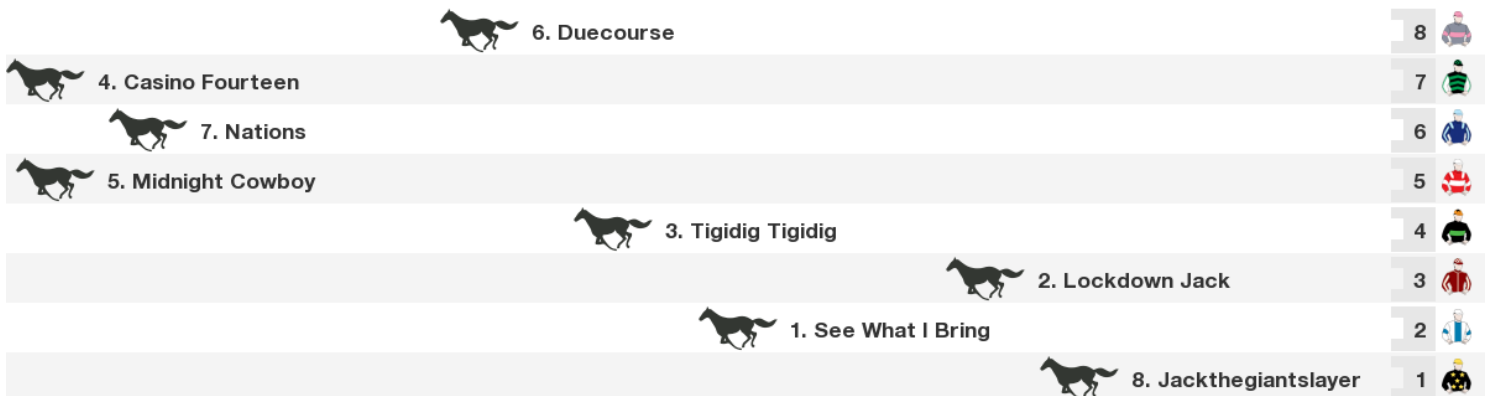 6. Duecourse 8
4. Casino Fourteen 7
7. Nations 6
5. Midnight Cowboy 5
3. Tigidig Tigidig 4
2. Lockdown Jack 3
1. See What I Bring 2
8. Jackthegiantslayer 1